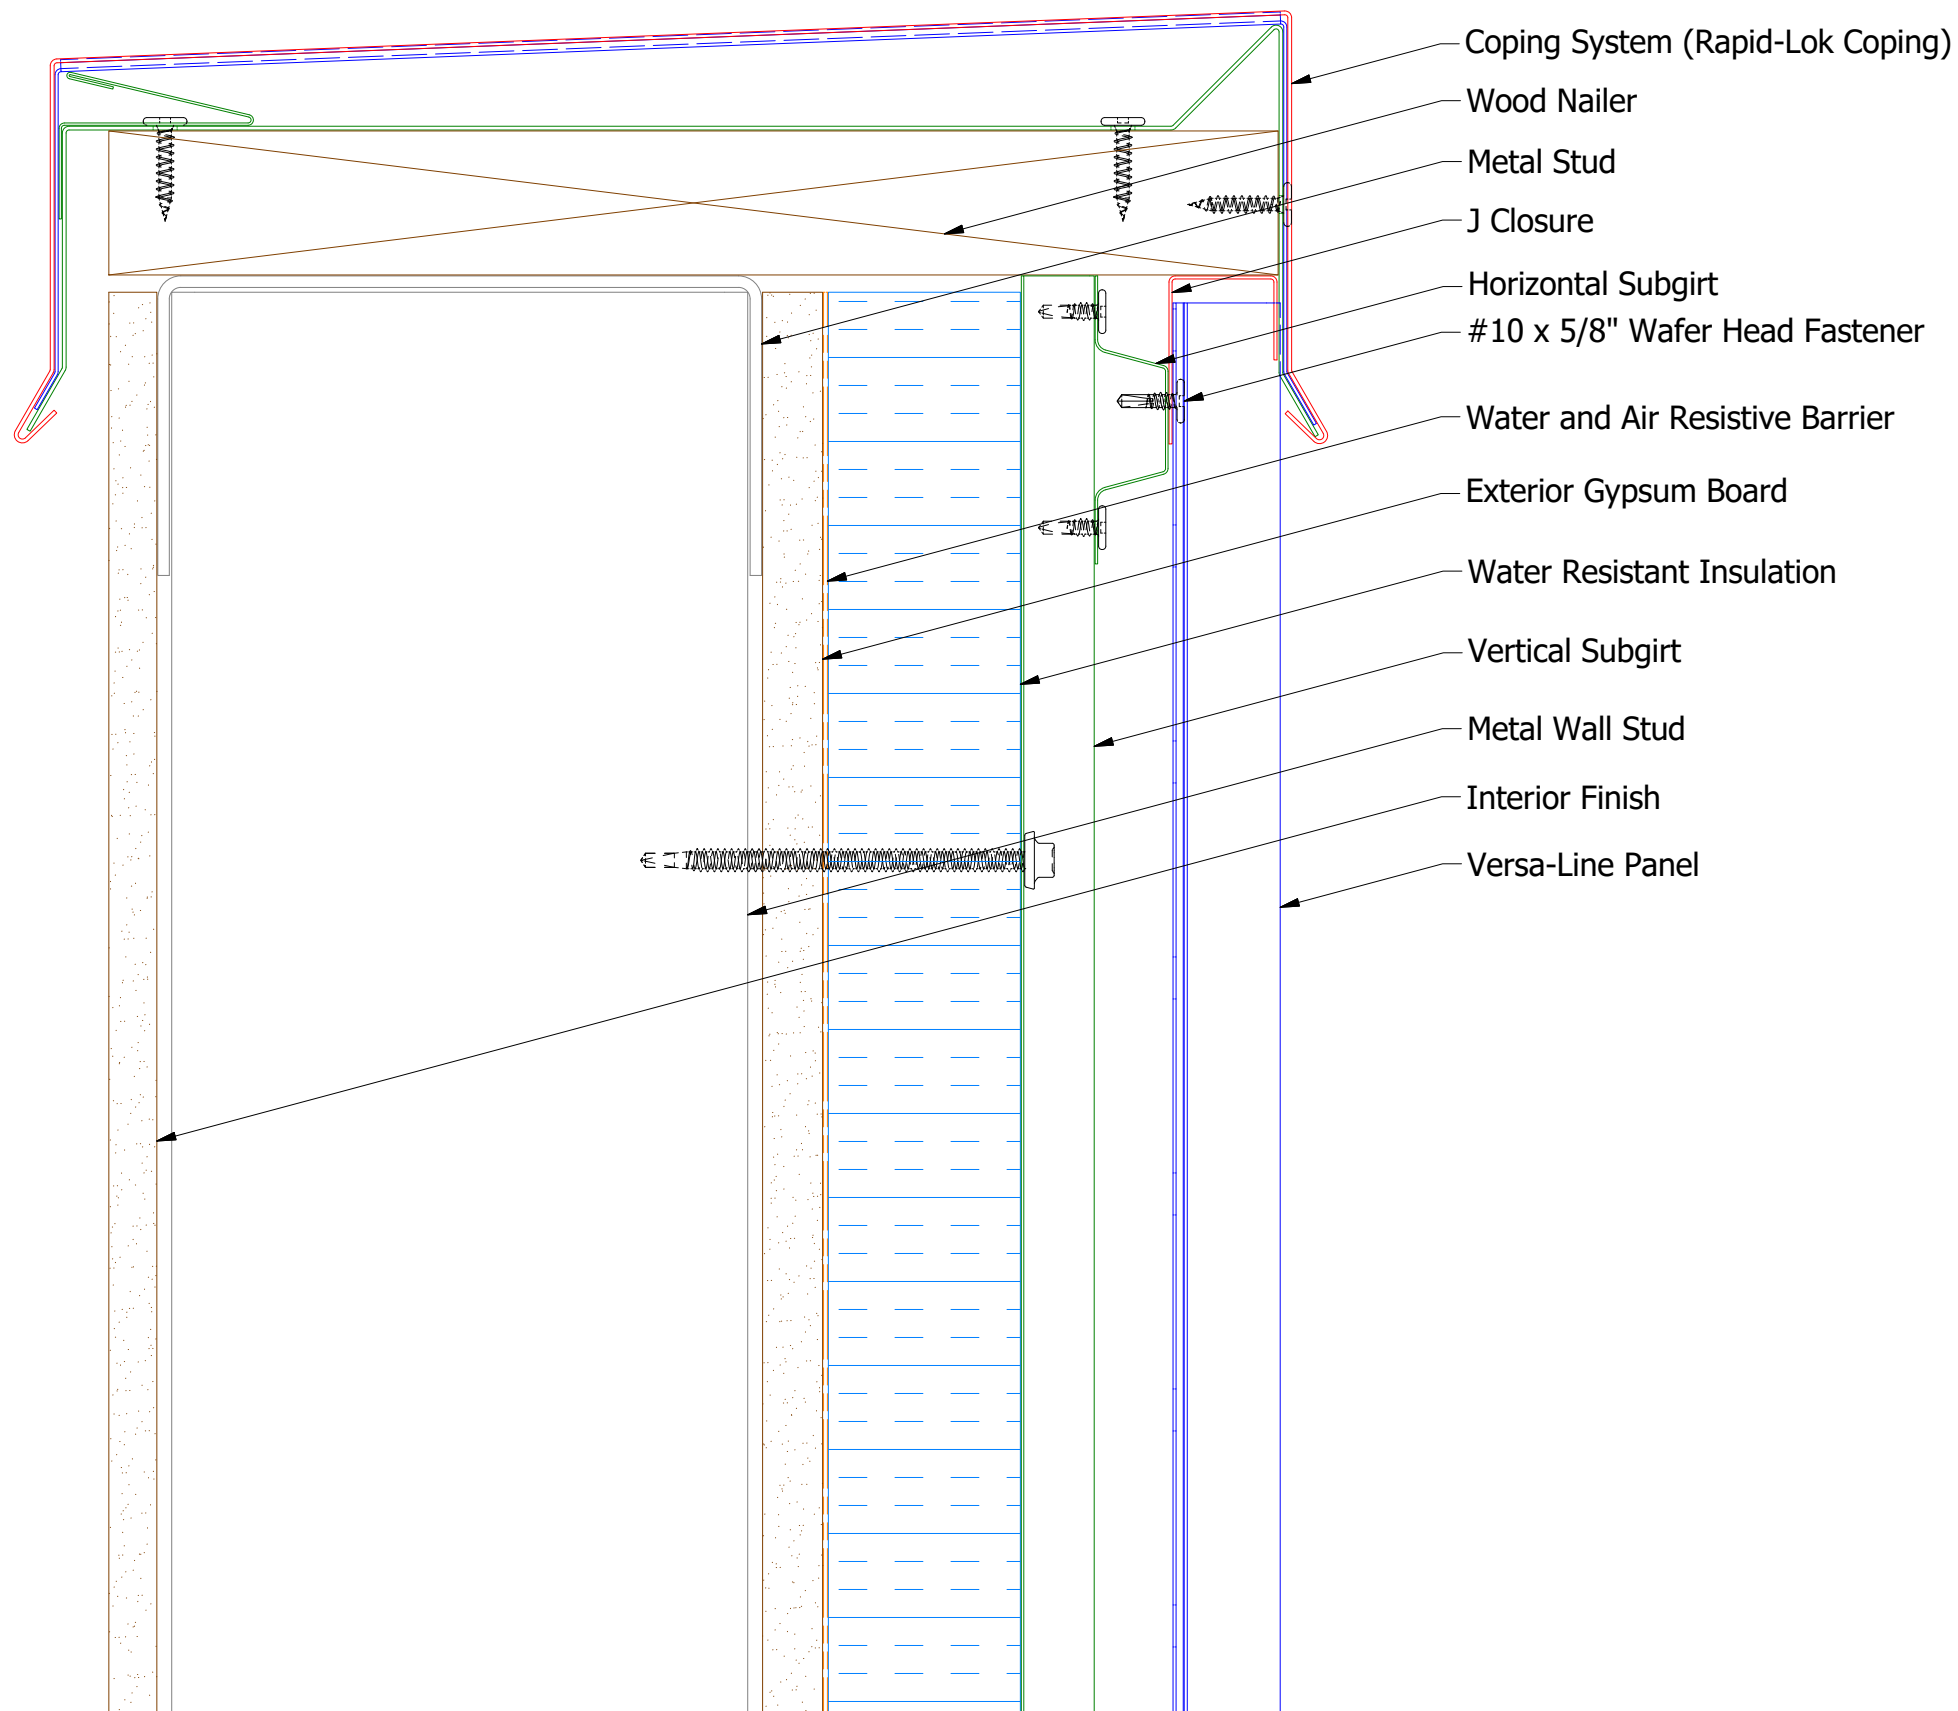 Coping System (Rapid-Lok Coping)
Wood Nailer
Metal Stud
J Closure
Horizontal Subgirt
#10 x 5/8" Wafer Head Fastener
Water and Air Resistive Barrier
Exterior Gypsum Board
Water Resistant Insulation
Vertical Subgirt
Metal Wall Stud
Interior Finish
Versa-Line Panel